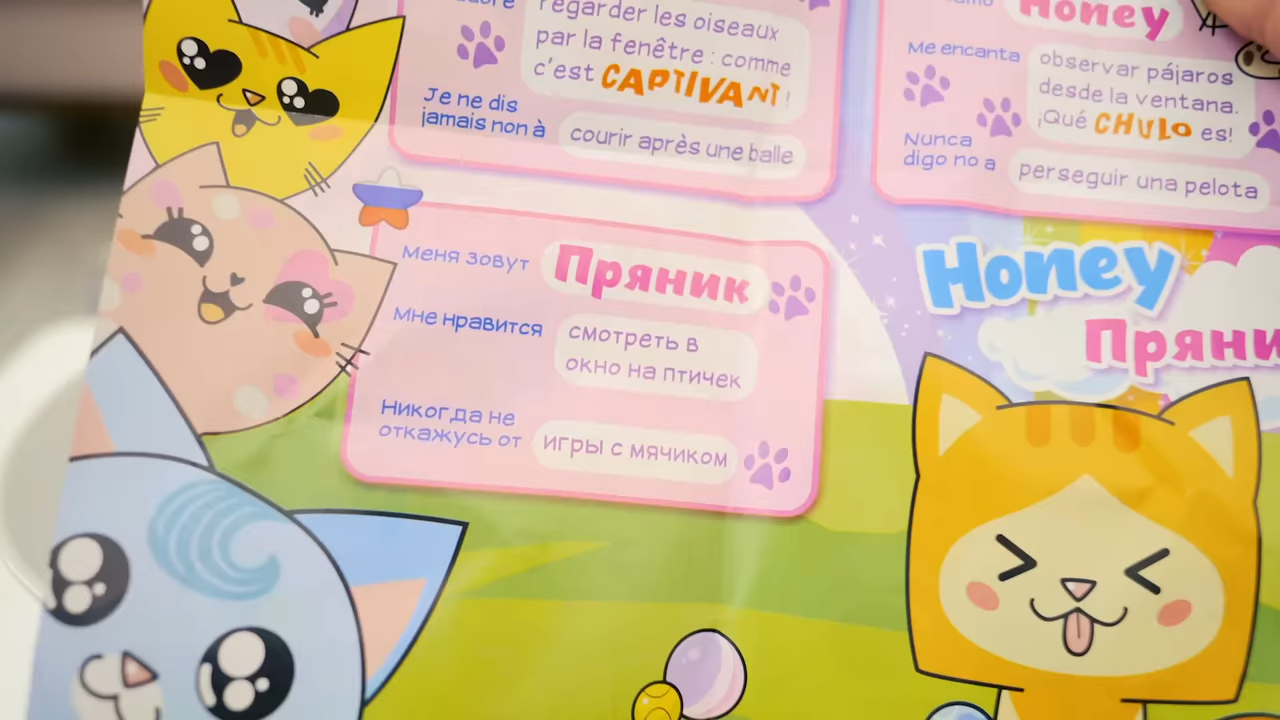 regarder les oiseaux
par la fenêtre : comme
c'est CAPTIVANT !
Je ne dis
jamais non à
courir après une balle
Honey
Me encanta
observar pájaros
desde la ventana.
¡Qué CHULO es!
Nunca
digo no a
perseguir una pelota
Меня зовут
Пряник
Мне нравится
смотреть в
окно на птичек
Никогда не
откажусь от
игры с мячиком
Honey